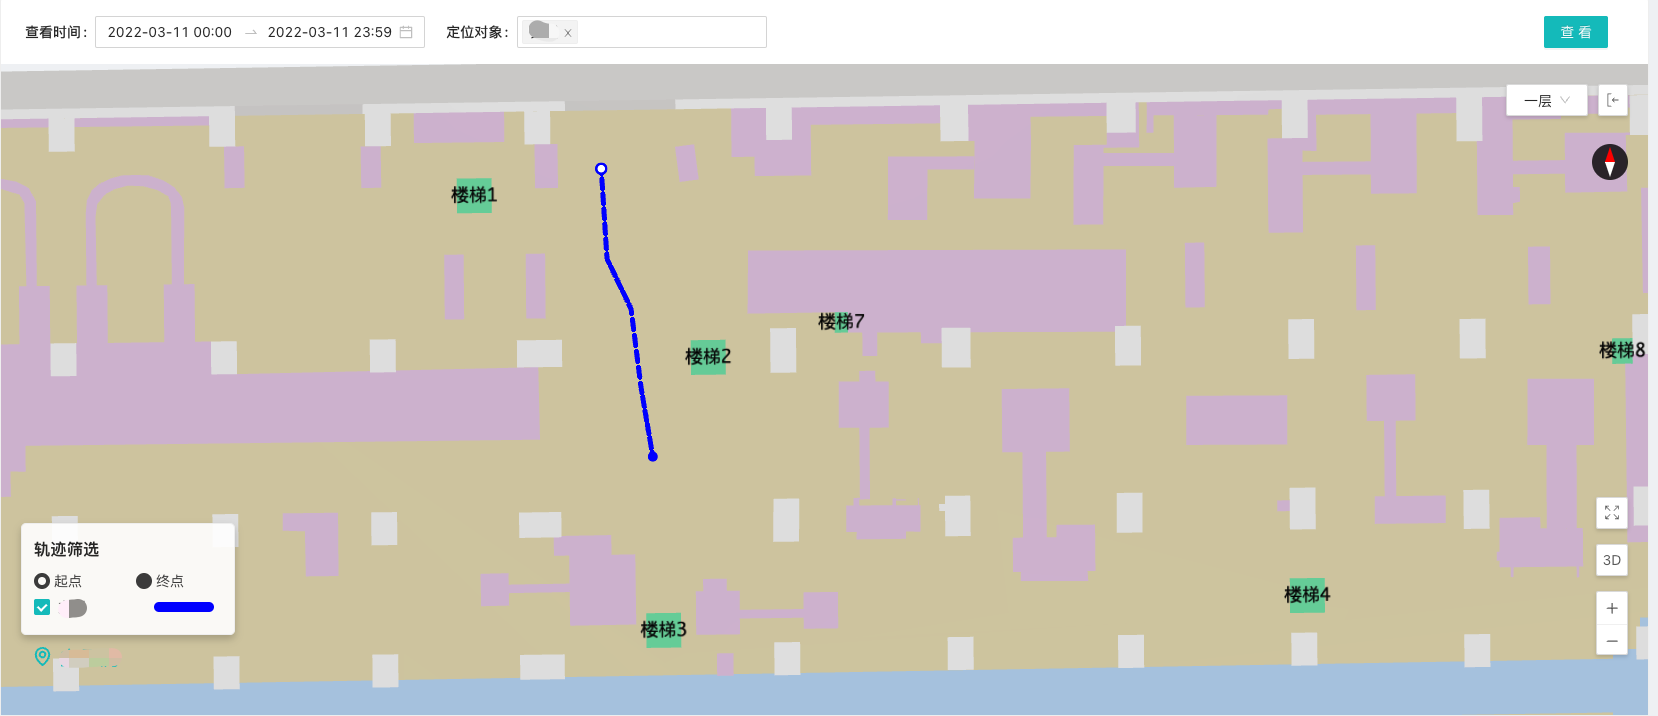 查看时间： 2022-03-11 00:00 → 2022-03-11 23:59 定位对象： x 查 看
一层
楼梯1
楼梯7
楼梯2
楼梯8
轨迹筛选
起点 终点
3D
楼梯4
+
楼梯3
−